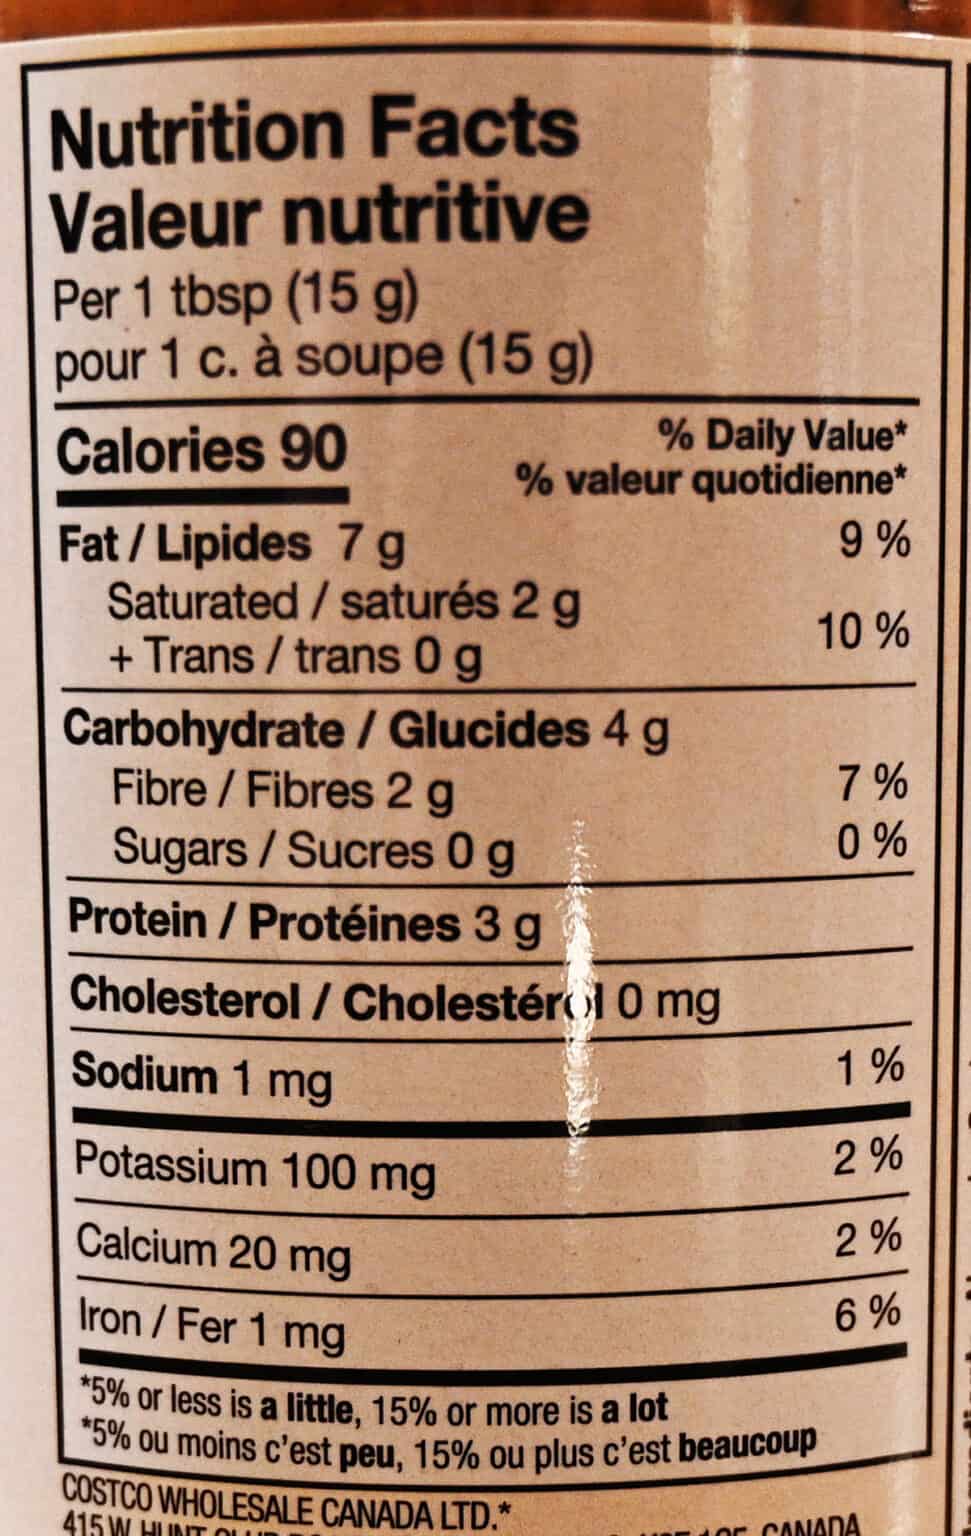 Nutrition Facts
Valeur nutritive
Per 1 tbsp (15 g)
pour 1 c. à soupe (15 g)
Calories 90
% Daily Value*
% valeur quotidienne*
Fat / Lipides 7 g 9 %
Saturated / saturés 2 g
+ Trans / trans 0 g 10 %
Carbohydrate / Glucides 4 g
Fibre / Fibres 2 g 7 %
Sugars / Sucres 0 g 0 %
Protein / Protéines 3 g
Cholesterol / Cholestérol 0 mg
Sodium 1 mg 1 %
Potassium 100 mg 2 %
Calcium 20 mg 2 %
Iron / Fer 1 mg 6 %
*5% or less is a little, 15% or more is a lot
*5% ou moins c'est peu, 15% ou plus c'est beaucoup
COSTCO WHOLESALE CANADA LTD.*
415 W. HUNT CLUB CANADA